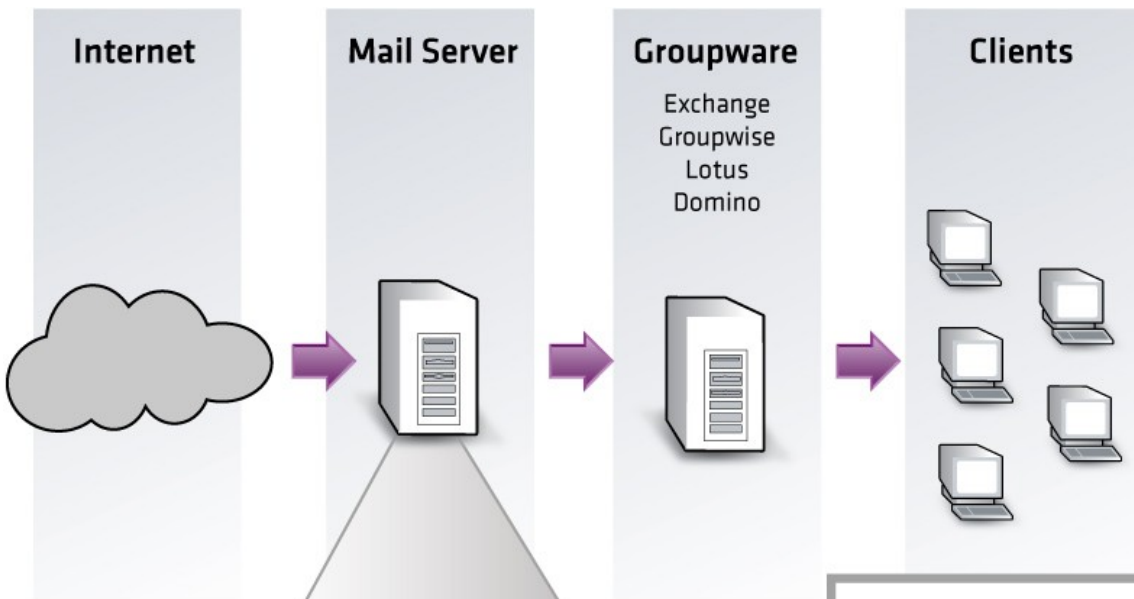 Internet
Mail Server
Groupware
Exchange
Groupwise
Lotus
Domino
Clients